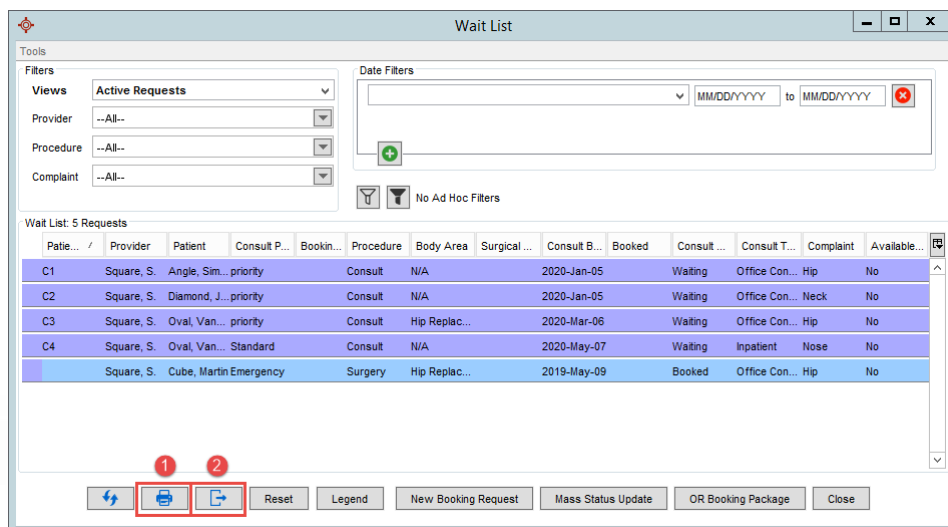 Wait List
Tools
Filters
Views Active Requests
Provider --All--
Procedure --All--
Complaint --All--
Date Filters
MM/DD/YYYY to MM/DD/YYYY
No Ad Hoc Filters
Wait List: 5 Requests
Patie... / Provider Patient Consult P... Bookin... Procedure Body Area Surgical ... Consult B... Booked Consult ... Consult T... Complaint Available...
C1 Square, S. Angle, Sim... priority Consult N/A 2020-Jan-05 Waiting Office Con... Hip No
C2 Square, S. Diamond, J... priority Consult N/A 2020-Jan-05 Waiting Office Con... Neck No
C3 Square, S. Oval, Van... priority Consult Hip Replac... 2020-Mar-06 Waiting Office Con... Hip No
C4 Square, S. Oval, Van... Standard Consult N/A 2020-May-07 Waiting Inpatient Nose No
Square, S. Cube, Martin Emergency Surgery Hip Replac... 2019-May-09 Booked Office Con... Hip No
1 2
Reset Legend New Booking Request Mass Status Update OR Booking Package Close